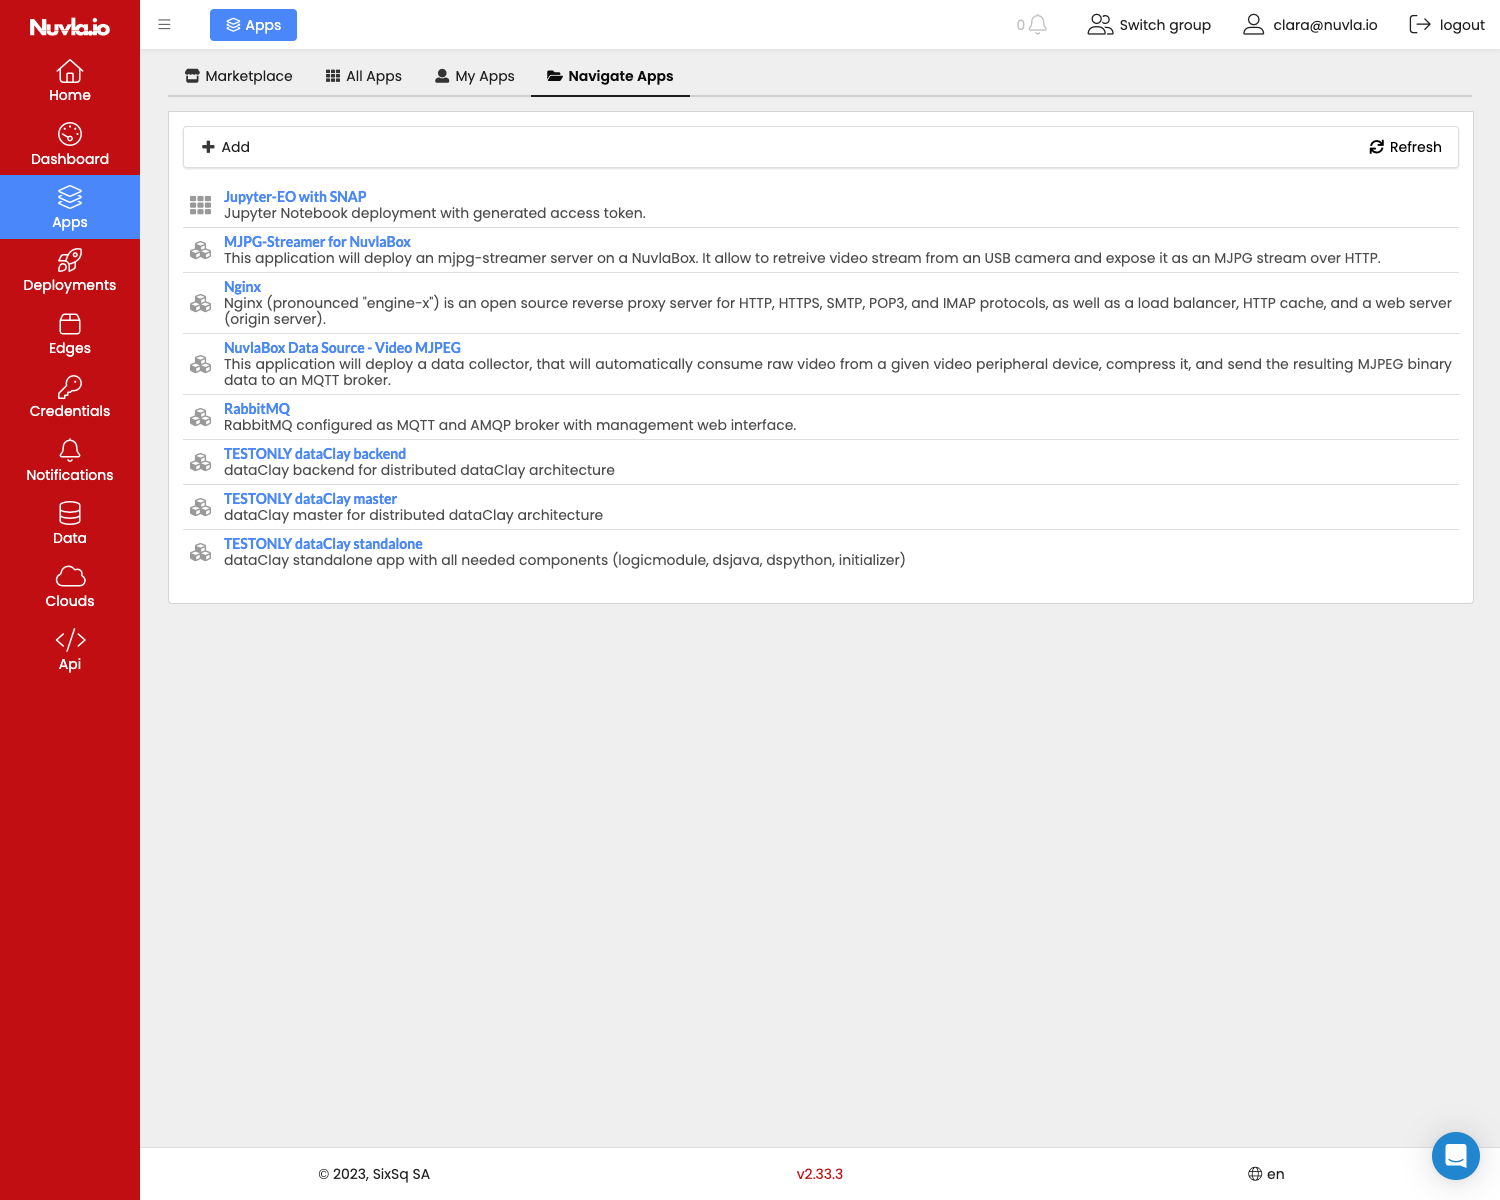 Nuvla.io
Apps
0
Switch group
clara@nuvla.io
logout
Home
Dashboard
Apps
Deployments
Edges
Credentials
Notifications
Data
Clouds
Api
Marketplace
All Apps
My Apps
Navigate Apps
Add
Refresh
Jupyter-EO with SNAP
Jupyter Notebook deployment with generated access token.
MJPG-Streamer for NuvlaBox
This application will deploy an mjpg-streamer server on a NuvlaBox. It allow to retreive video stream from an USB camera and expose it as an MJPG stream over HTTP.
Nginx
Nginx (pronounced "engine-x") is an open source reverse proxy server for HTTP, HTTPS, SMTP, POP3, and IMAP protocols, as well as a load balancer, HTTP cache, and a web server
(origin server).
NuvlaBox Data Source - Video MJPEG
This application will deploy a data collector, that will automatically consume raw video from a given video peripheral device, compress it, and send the resulting MJPEG binary
data to an MQTT broker.
RabbitMQ
RabbitMQ configured as MQTT and AMQP broker with management web interface.
TESTONLY dataClay backend
dataClay backend for distributed dataClay architecture
TESTONLY dataClay master
dataClay master for distributed dataClay architecture
TESTONLY dataClay standalone
dataClay standalone app with all needed components (logicmodule, dsjava, dspython, initializer)
© 2023, SixSq SA
v2.33.3
en